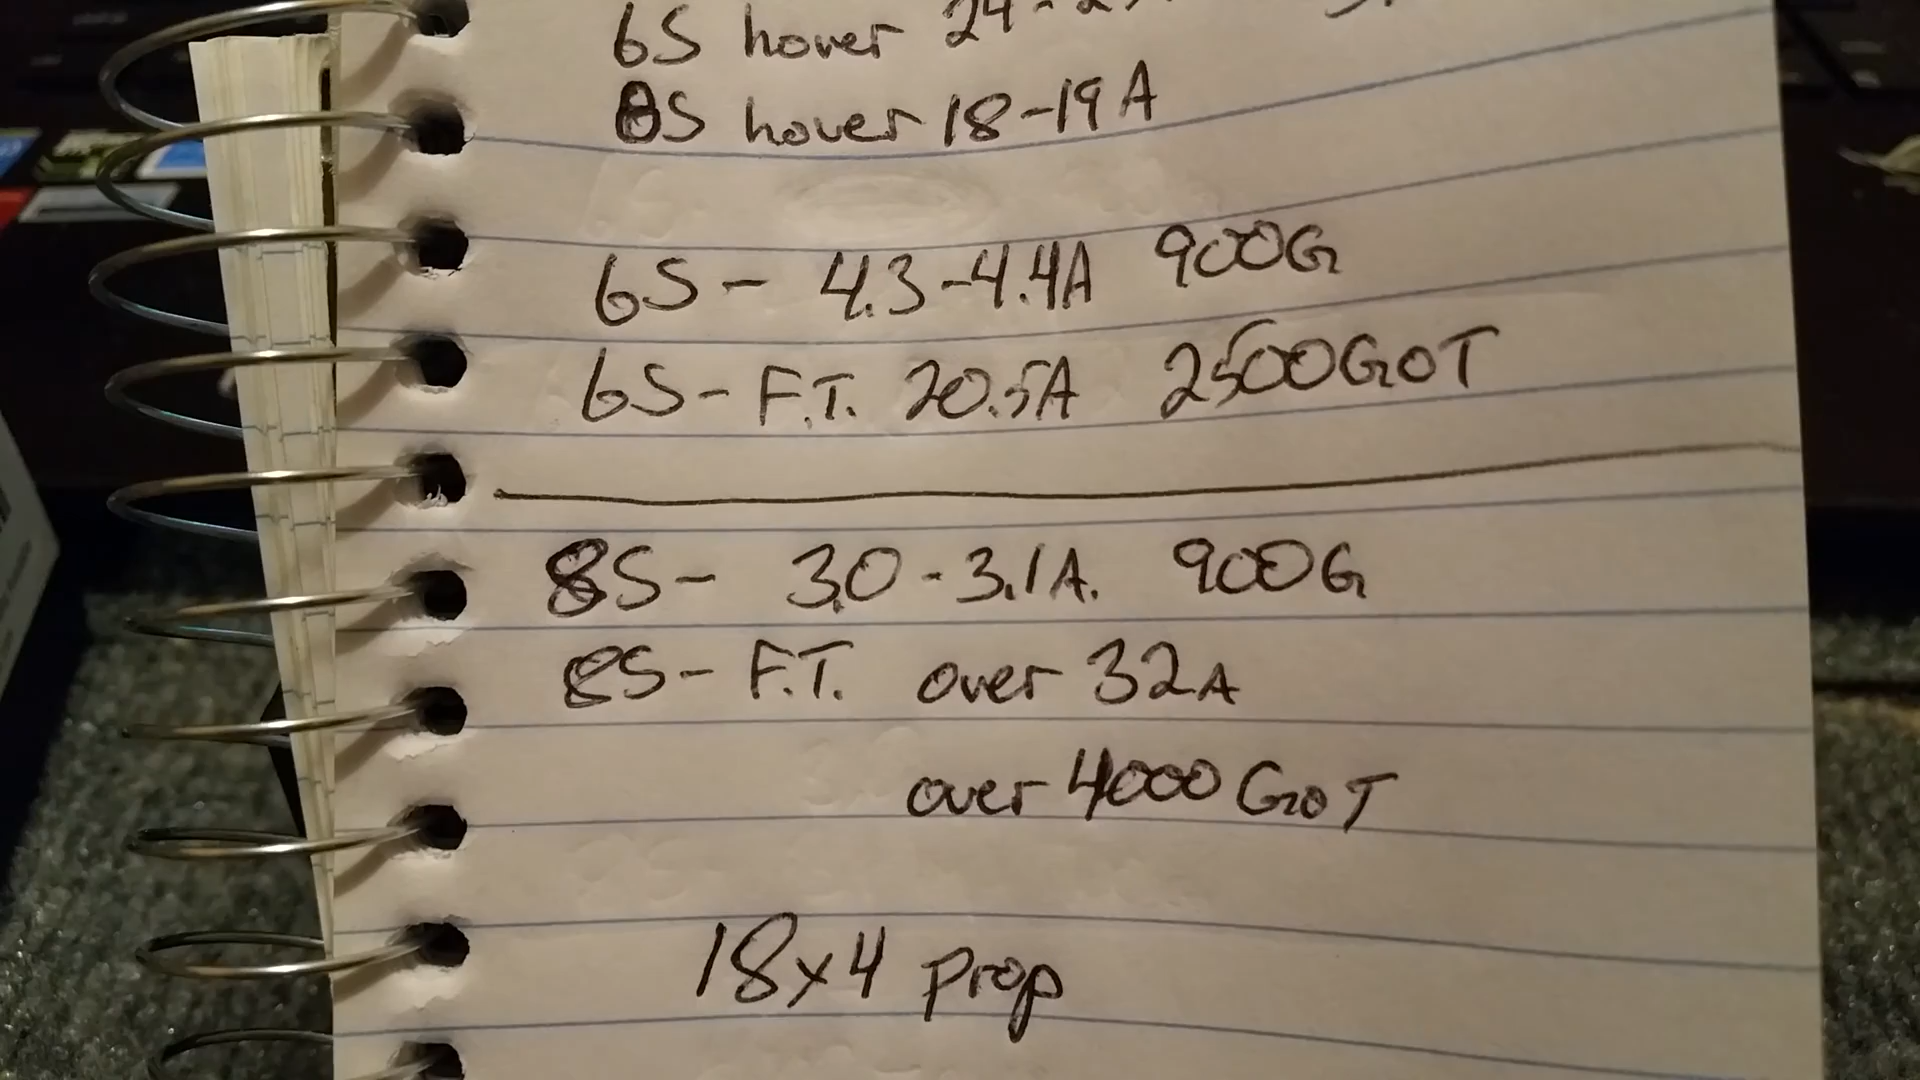 6S hover 24-
8S hover 18-19A
6S- 4.3-4.4A 900G
6S- F.T. 20.5A 2500GoT
8S- 3.0-3.1A. 900G
8S- F.T. over 32A
over 4000 GoT
18x4 prop